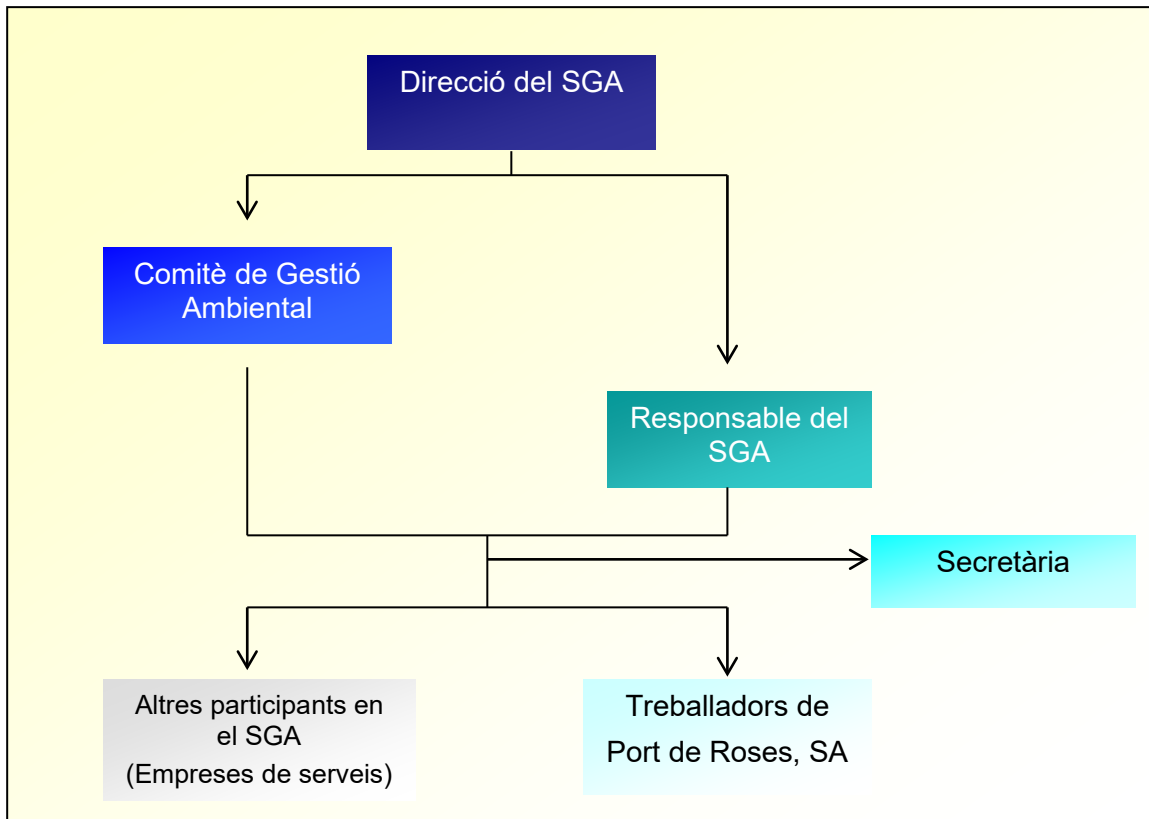 Direcció del SGA
Comitè de Gestió
Ambiental
Responsable del
SGA
Secretària
Altres participants en
el SGA
(Empreses de serveis)
Treballadors de
Port de Roses, SA